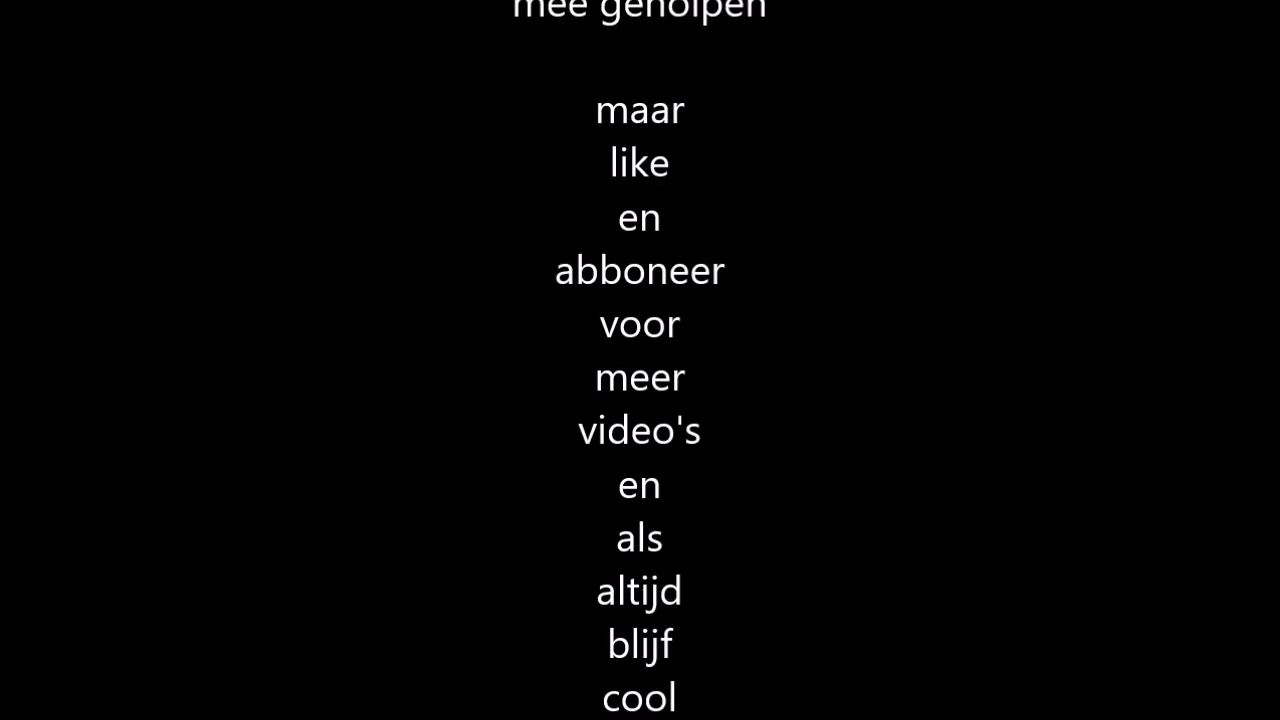 mee geholpen
maar
like
en
abboneer
voor
meer
video's
en
als
altijd
blijf
cool